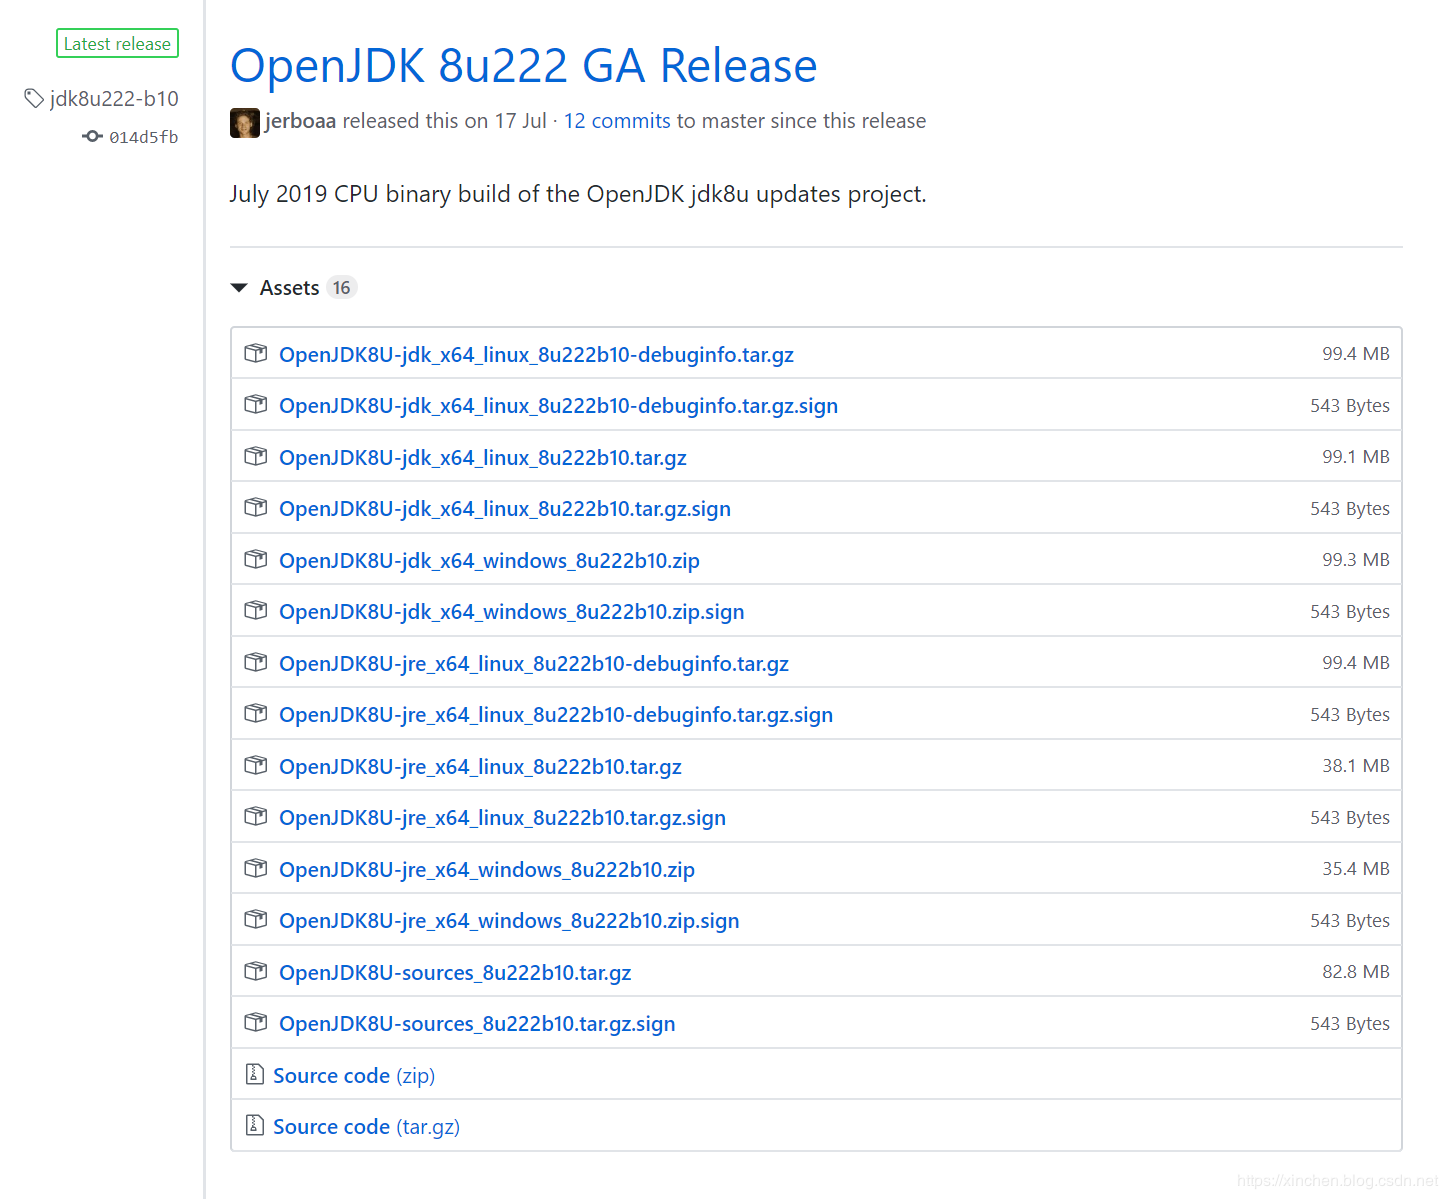 Latest release
jdk8u222-b10
014d5fb
OpenJDK 8u222 GA Release
jerboaa released this on 17 Jul · 12 commits to master since this release
July 2019 CPU binary build of the OpenJDK jdk8u updates project.
Assets 16
OpenJDK8U-jdk_x64_linux_8u222b10-debuginfo.tar.gz 99.4 MB
OpenJDK8U-jdk_x64_linux_8u222b10-debuginfo.tar.gz.sign 543 Bytes
OpenJDK8U-jdk_x64_linux_8u222b10.tar.gz 99.1 MB
OpenJDK8U-jdk_x64_linux_8u222b10.tar.gz.sign 543 Bytes
OpenJDK8U-jdk_x64_windows_8u222b10.zip 99.3 MB
OpenJDK8U-jdk_x64_windows_8u222b10.zip.sign 543 Bytes
OpenJDK8U-jre_x64_linux_8u222b10-debuginfo.tar.gz 99.4 MB
OpenJDK8U-jre_x64_linux_8u222b10-debuginfo.tar.gz.sign 543 Bytes
OpenJDK8U-jre_x64_linux_8u222b10.tar.gz 38.1 MB
OpenJDK8U-jre_x64_linux_8u222b10.tar.gz.sign 543 Bytes
OpenJDK8U-jre_x64_windows_8u222b10.zip 35.4 MB
OpenJDK8U-jre_x64_windows_8u222b10.zip.sign 543 Bytes
OpenJDK8U-sources_8u222b10.tar.gz 82.8 MB
OpenJDK8U-sources_8u222b10.tar.gz.sign 543 Bytes
Source code (zip)
Source code (tar.gz)
https://xinchen.blog.csdn.net